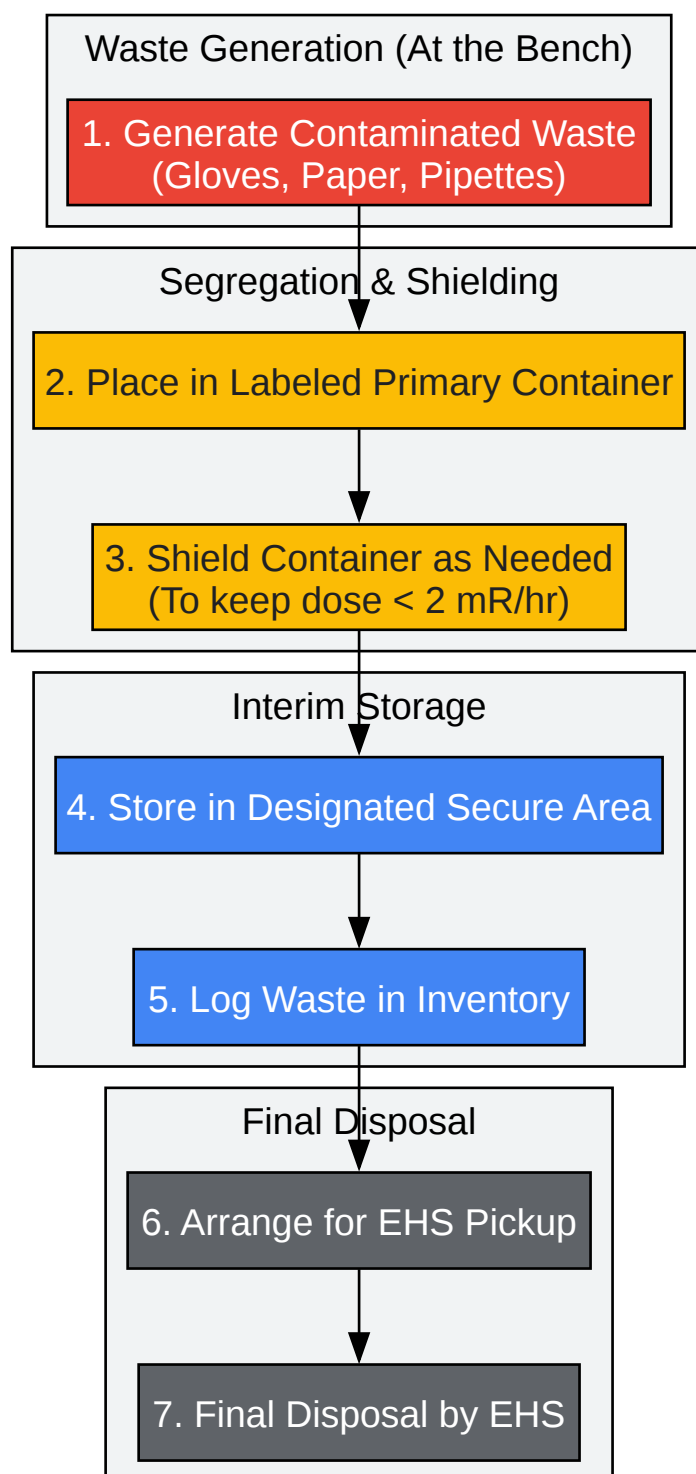 Waste Generation (At the Bench)
1. Generate Contaminated Waste
(Gloves, Paper, Pipettes)
Segregation & Shielding
2. Place in Labeled Primary Container
3. Shield Container as Needed
(To keep dose < 2 mR/hr)
Interim Storage
4. Store in Designated Secure Area
5. Log Waste in Inventory
Final Disposal
6. Arrange for EHS Pickup
7. Final Disposal by EHS